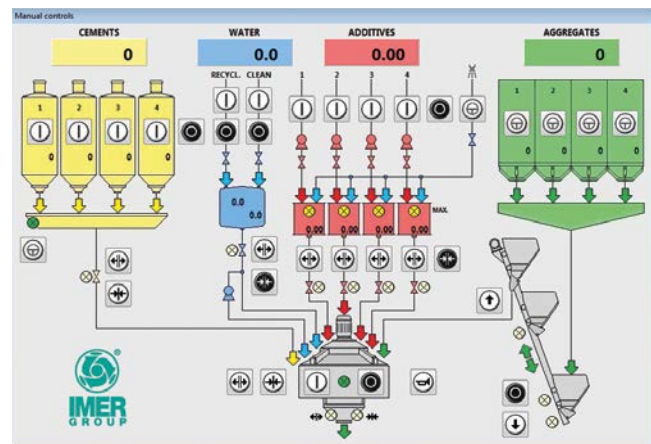 Manual controls
CEMENTS WATER ADDITIVES AGGREGATES
0 0.0 0.00 0
RECYCL. CLEAN 1 2 3 4
1 2 3 4
1 2 3 4
0 0 0 0
0 0 0 0
0.0
0.0
MAX.
0.00 0.00 0.00 0.00
IMER
GROUP